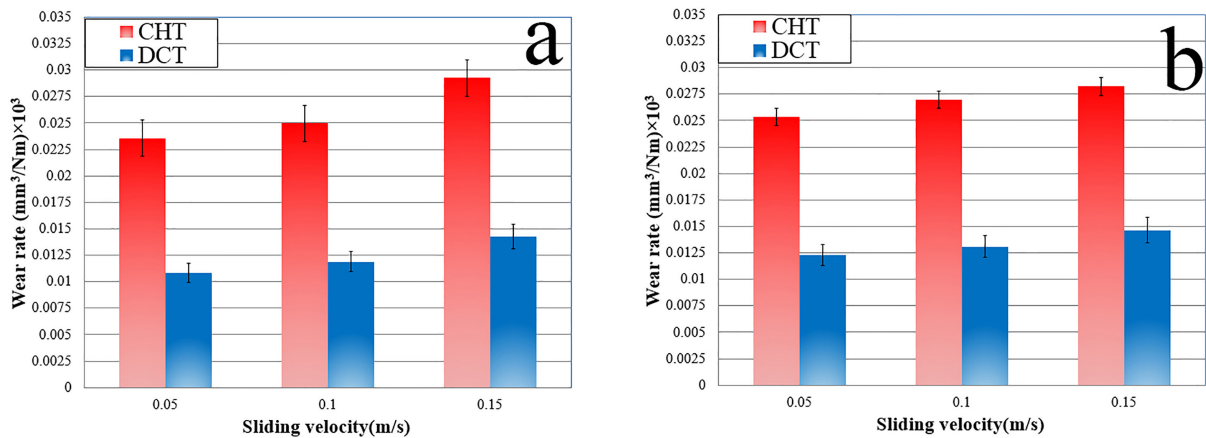 a
CHT
DCT
0.035
0.0325
0.03
0.0275
0.025
0.0225
0.02
0.0175
0.015
0.0125
0.01
0.0075
0.005
0.0025
0
Wear rate (mm³/Nm)×10³
0.05 0.1 0.15
Sliding velocity(m/s)
b
CHT
DCT
0.035
0.0325
0.03
0.0275
0.025
0.0225
0.02
0.0175
0.015
0.0125
0.01
0.0075
0.005
0.0025
0
Wear rate (mm³/Nm)×10³
0.05 0.1 0.15
Sliding velocity(m/s)